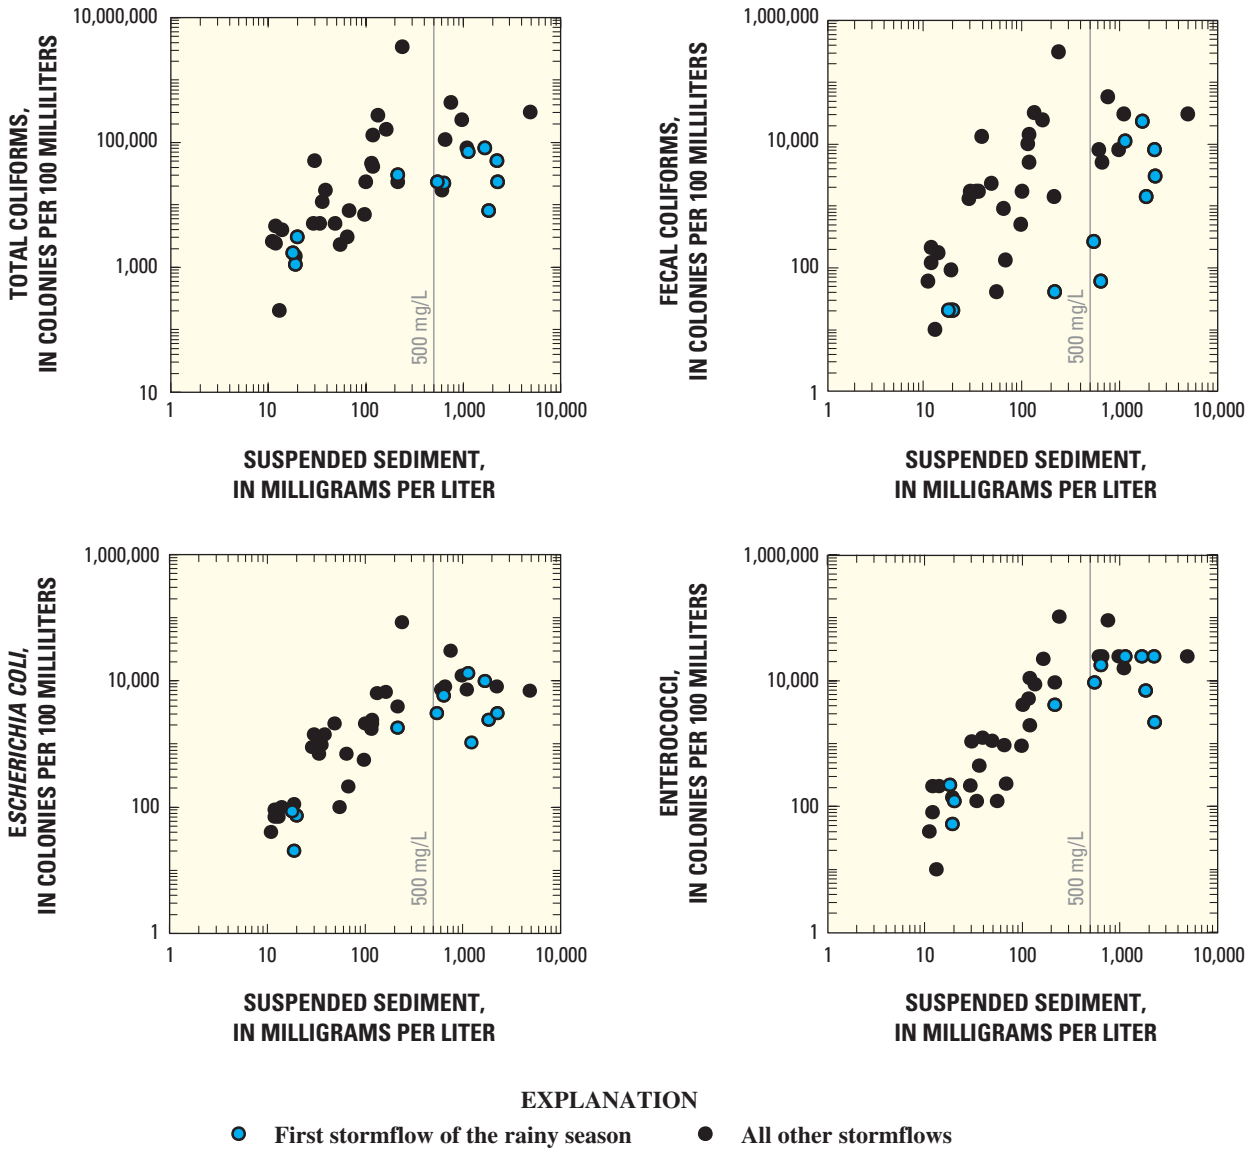 TOTAL COLIFORMS,
IN COLONIES PER 100 MILLILITERS
10,000,000
100,000
1,000
10
500 mg/L
1 10 100 1,000 10,000
SUSPENDED SEDIMENT,
IN MILLIGRAMS PER LITER
FECAL COLIFORMS,
IN COLONIES PER 100 MILLILITERS
1,000,000
10,000
100
1
500 mg/L
1 10 100 1,000 10,000
SUSPENDED SEDIMENT,
IN MILLIGRAMS PER LITER
ESCHERICHIA COLI,
IN COLONIES PER 100 MILLILITERS
1,000,000
10,000
100
1
500 mg/L
1 10 100 1,000 10,000
SUSPENDED SEDIMENT,
IN MILLIGRAMS PER LITER
ENTEROCOCCI,
IN COLONIES PER 100 MILLILITERS
1,000,000
10,000
100
1
500 mg/L
1 10 100 1,000 10,000
SUSPENDED SEDIMENT,
IN MILLIGRAMS PER LITER
EXPLANATION
First stormflow of the rainy season
All other stormflows